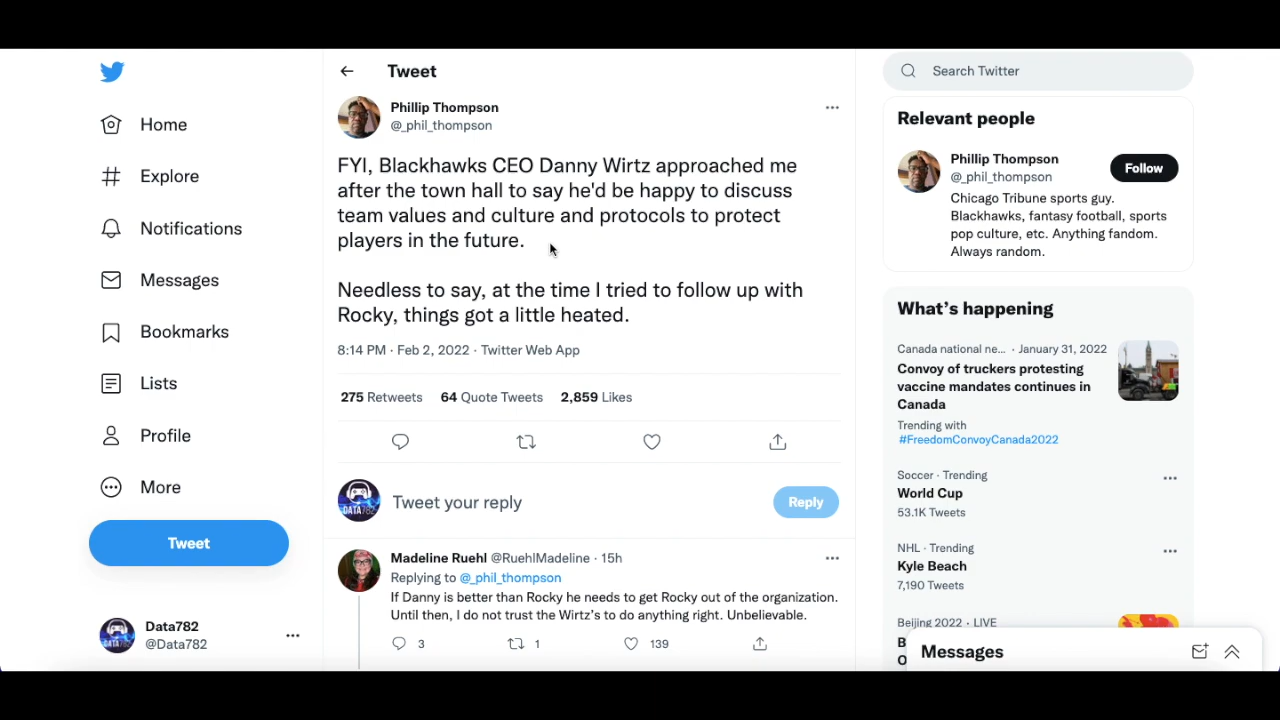 Tweet
Search Twitter
Home
Explore
Notifications
Messages
Bookmarks
Lists
Profile
More
Tweet
Data782
@Data782
Phillip Thompson
@_phil_thompson
FYI, Blackhawks CEO Danny Wirtz approached me
after the town hall to say he'd be happy to discuss
team values and culture and protocols to protect
players in the future.
Needless to say, at the time I tried to follow up with
Rocky, things got a little heated.
8:14 PM · Feb 2, 2022 · Twitter Web App
275 Retweets 64 Quote Tweets 2,859 Likes
DATA782
Tweet your reply
Reply
Madeline Ruehl @RuehlMadeline · 15h
Replying to @_phil_thompson
If Danny is better than Rocky he needs to get Rocky out of the organization.
Until then, I do not trust the Wirtz's to do anything right. Unbelievable.
3 1 139
Relevant people
Phillip Thompson
@_phil_thompson
Follow
Chicago Tribune sports guy.
Blackhawks, fantasy football, sports
pop culture, etc. Anything fandom.
Always random.
What's happening
Canada national ne... · January 31, 2022
Convoy of truckers protesting
vaccine mandates continues in
Canada
Trending with
#FreedomConvoyCanada2022
Soccer · Trending
World Cup
53.1K Tweets
NHL · Trending
Kyle Beach
7,190 Tweets
Beijing 2022 · LIVE
Messages